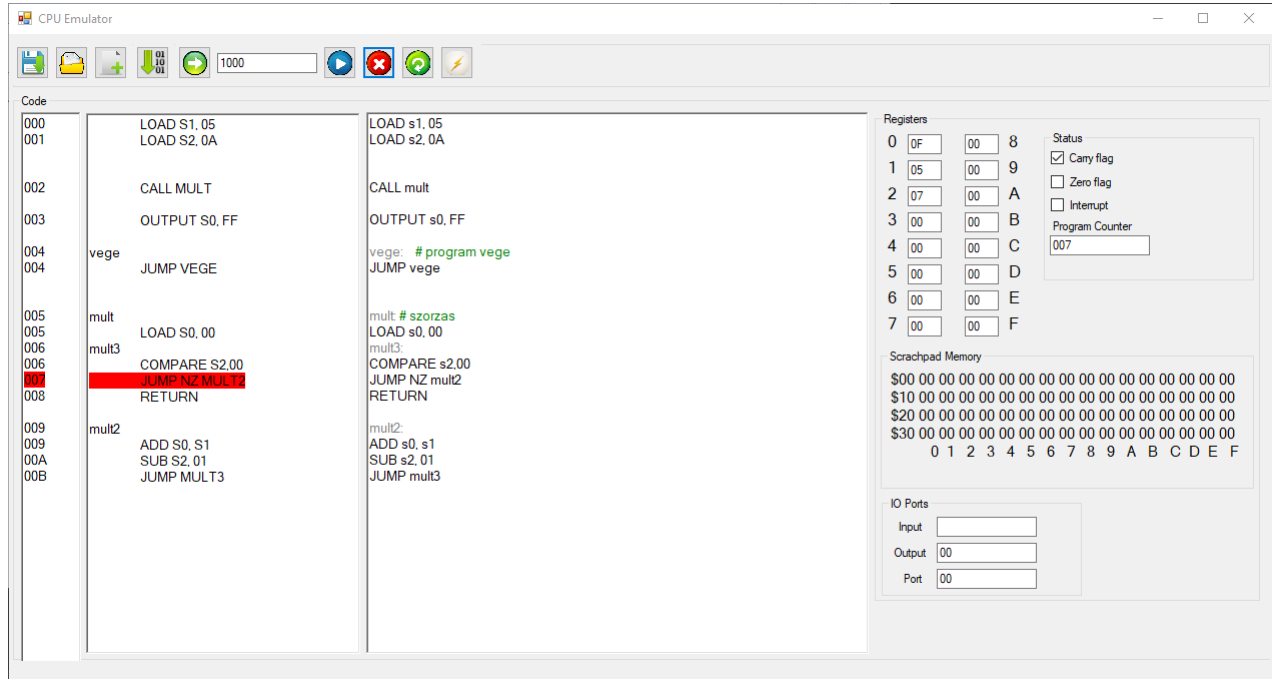 CPU Emulator
01
10
01
1000
Code
000 LOAD S1, 05 LOAD s1, 05
001 LOAD S2, 0A LOAD s2, 0A
002 CALL MULT CALL mult
003 OUTPUT S0, FF OUTPUT s0, FF
004 vege vege: # program vege
004 JUMP VEGE JUMP vege
005 mult mult: # szorzas
005 LOAD S0, 00 LOAD s0, 00
006 mult3 mult3:
006 COMPARE S2,00 COMPARE s2,00
007 JUMP NZ MULT2 JUMP NZ mult2
008 RETURN RETURN
009 mult2 mult2:
009 ADD S0, S1 ADD s0, s1
00A SUB S2, 01 SUB s2, 01
00B JUMP MULT3 JUMP mult3
Registers
0 0F 00 8
1 05 00 9
2 07 00 A
3 00 00 B
4 00 00 C
5 00 00 D
6 00 00 E
7 00 00 F
Status
Carry flag
Zero flag
Interrupt
Program Counter
007
Scrachpad Memory
$00 00 00 00 00 00 00 00 00 00 00 00 00 00 00 00 00
$10 00 00 00 00 00 00 00 00 00 00 00 00 00 00 00 00
$20 00 00 00 00 00 00 00 00 00 00 00 00 00 00 00 00
$30 00 00 00 00 00 00 00 00 00 00 00 00 00 00 00 00
0 1 2 3 4 5 6 7 8 9 A B C D E F
IO Ports
Input
Output 00
Port 00